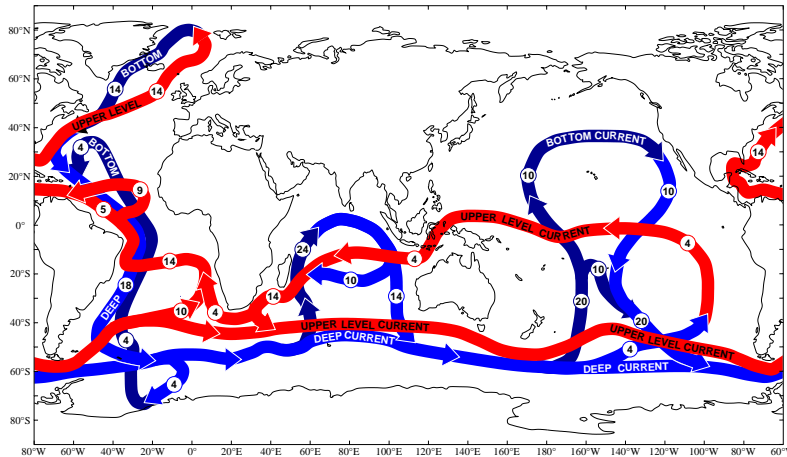 80°N
60°N
40°N
20°N
0°
20°S
40°S
60°S
80°S
BOTTOM
14
14
UPPER LEVEL
4
BOTTOM
9
5
14
18
DEEP
10
4
4
4
14
24
10
14
4
UPPER LEVEL CURRENT
DEEP CURRENT
UPPER LEVEL CURRENT
BOTTOM CURRENT
10
10
4
10
30
20
4
UPPER LEVEL CURRENT
DEEP CURRENT
14
80°W 60°W 40°W 20°W 0° 20°E 40°E 60°E 80°E 100°E 120°E 140°E 160°E 180° 160°W 140°W 120°W 100°W 80°W 60°W